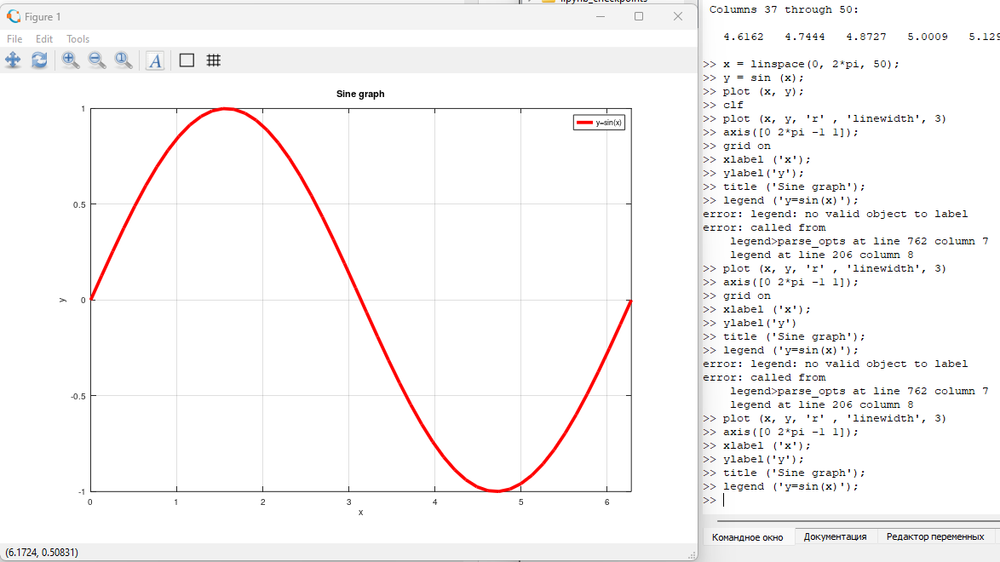 Figure 1
File Edit Tools
A
Sine graph
y=sin(x)
1
0.5
0
-0.5
-1
y
0 1 2 3 4 5 6
x
(6.1724, 0.50831)
Columns 37 through 50:
4.6162 4.7444 4.8727 5.0009
>> x = linspace(0, 2*pi, 50);
>> y = sin (x);
>> plot (x, y);
>> clf
>> plot (x, y, 'r' , 'linewidth', 3)
>> axis([0 2*pi -1 1]);
>> grid on
>> xlabel ('x');
>> ylabel('y');
>> title ('Sine graph');
>> legend ('y=sin(x)');
error: legend: no valid object to label
error: called from
legend>parse_opts at line 762 column 7
legend at line 206 column 8
>> plot (x, y, 'r' , 'linewidth', 3)
>> axis([0 2*pi -1 1]);
>> grid on
>> xlabel ('x');
>> ylabel('y')
>> title ('Sine graph');
>> legend ('y=sin(x)');
error: legend: no valid object to label
error: called from
legend>parse_opts at line 762 column 7
legend at line 206 column 8
>> plot (x, y, 'r' , 'linewidth', 3)
>> axis([0 2*pi -1 1]);
>> xlabel ('x');
>> ylabel('y');
>> title ('Sine graph');
>> legend ('y=sin(x)');
>>
Командное окно Документация Редактор переменных